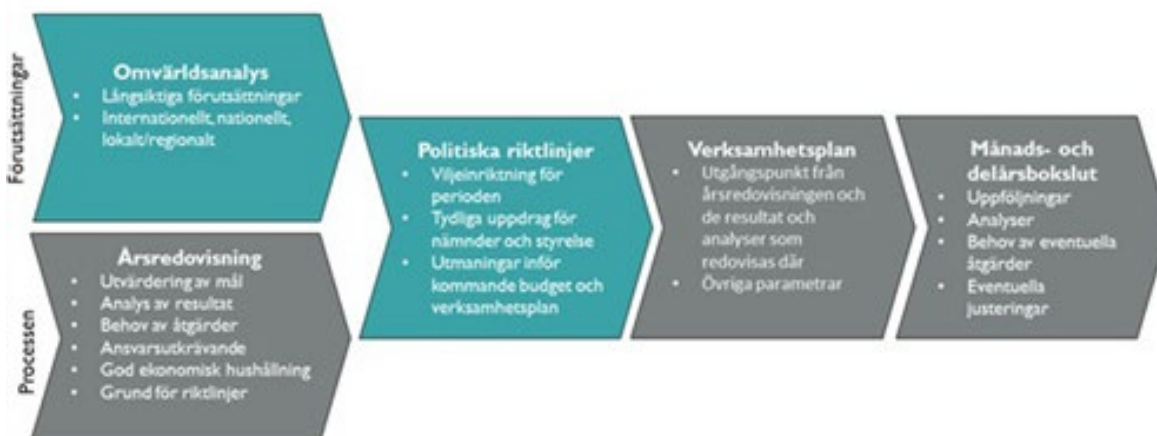 Förutsättningar
Omvärldsanalys
• Långsiktiga förutsättningar
• Internationellt, nationellt,
lokalt/regionalt
Processen
Årsredovisning
• Utvärdering av mål
• Analys av resultat
• Behov av åtgärder
• Ansvarsutkrävande
• God ekonomisk hushållning
• Grund för riktlinjer
Politiska riktlinjer
• Viljeinriktning för
perioden
• Tydliga uppdrag för
nämnder och styrelse
• Utmaningar inför
kommande budget och
verksamhetsplan
Verksamhetsplan
• Utgångspunkt från
årsredovisningen och
de resultat och
analyser som
redovisas där
• Övriga parametrar
Månads- och
delårsbokslut
• Uppföljningar
• Analyser
• Behov av eventuella
åtgärder
• Eventuella
justeringar